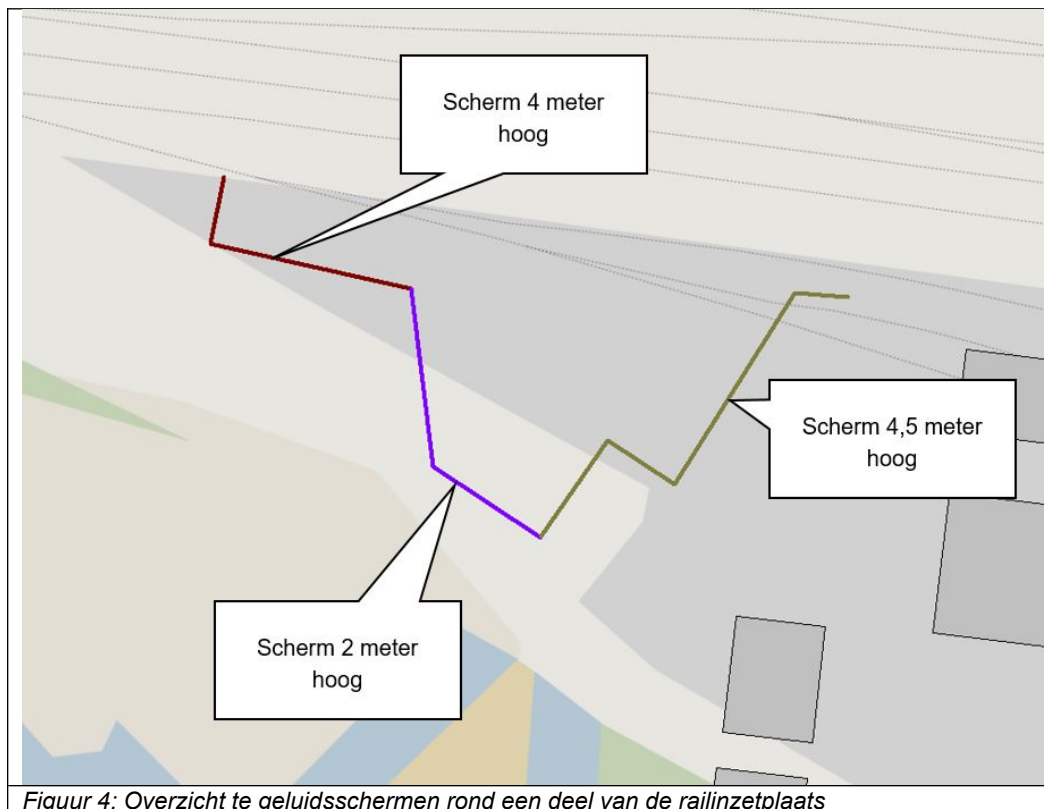 Scherm 4 meter
hoog
Scherm 4,5 meter
hoog
Scherm 2 meter
hoog
Figuur 4: Overzicht te geluidsschermen rond een deel van de railinzetplaats